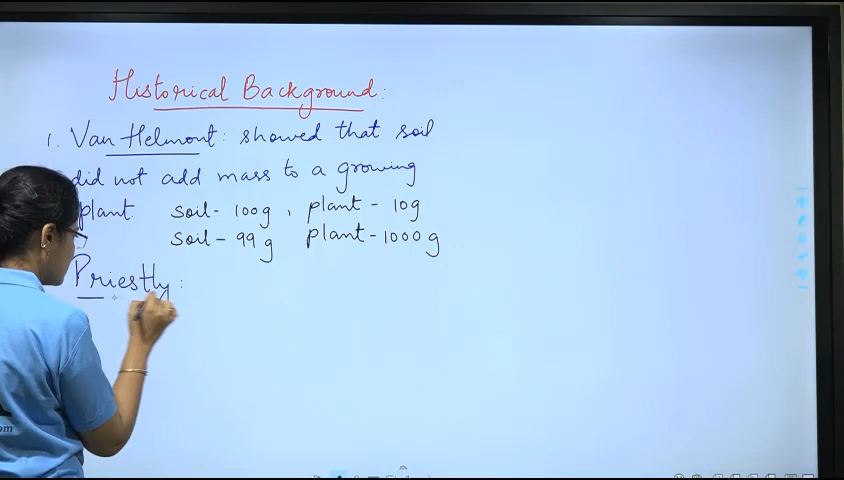 Historical Background:
1. Van Helmont: showed that soil
did not add mass to a growing
plant. soil - 100g, plant - 10g
soil - 99 g plant - 1000 g
Priestly:
om